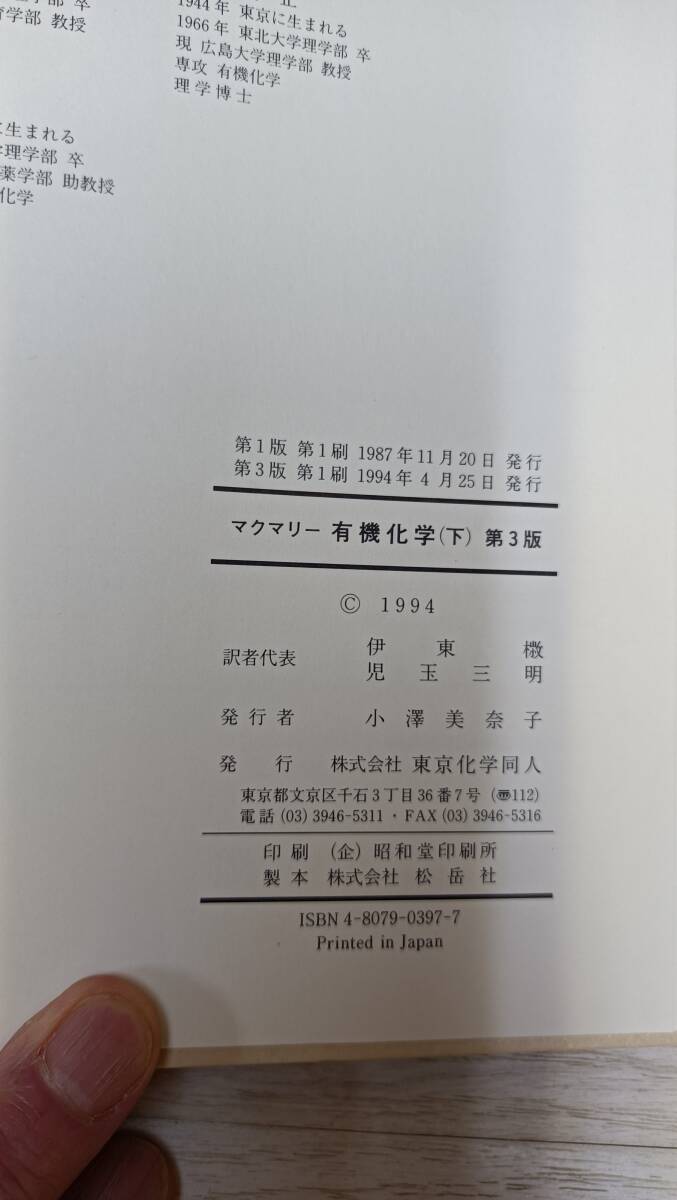 学部 卒
育学部 教授
に生まれる
学理学部 卒
薬学部 助教授
化学
正
1944年 東京に生まれる
1966年 東北大学理学部 卒
現 広島大学理学部 教授
専攻 有機化学
理学博士
第1版 第1刷 1987年11月20日 発行
第3版 第1刷 1994年 4月25日 発行
マクマリー 有機化学(下) 第3版
© 1994
訳者代表
伊東 椒
児玉三明
発行者 小澤美奈子
発行 株式会社 東京化学同人
東京都文京区千石3丁目36番7号 (〠112)
電話 (03) 3946-5311・FAX (03) 3946-5316
印刷 (企) 昭和堂印刷所
製本 株式会社 松岳社
ISBN 4-8079-0397-7
Printed in Japan